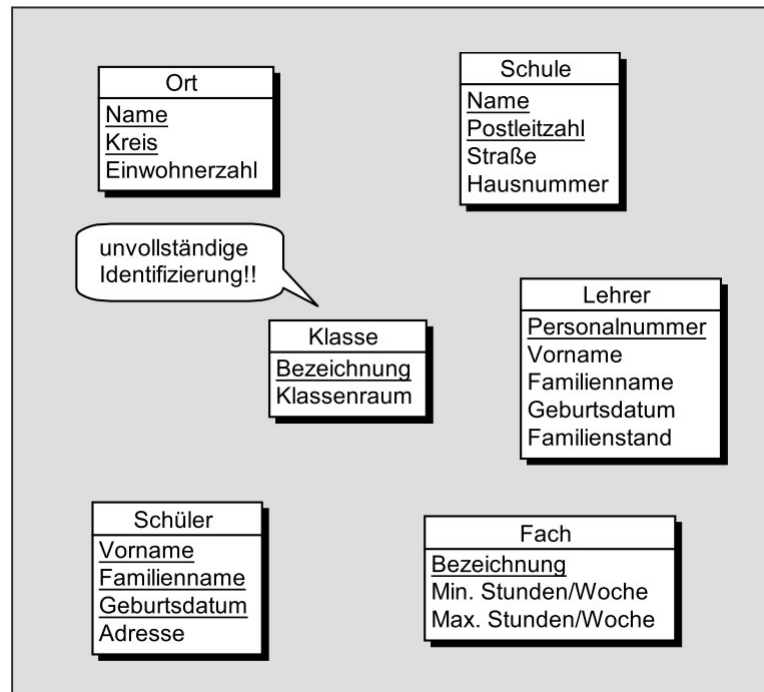 Ort
Name
Kreis
Einwohnerzahl
Schule
Name
Postleitzahl
Straße
Hausnummer
unvollständige
Identifizierung!!
Klasse
Bezeichnung
Klassenraum
Lehrer
Personalnummer
Vorname
Familienname
Geburtsdatum
Familienstand
Schüler
Vorname
Familienname
Geburtsdatum
Adresse
Fach
Bezeichnung
Min. Stunden/Woche
Max. Stunden/Woche